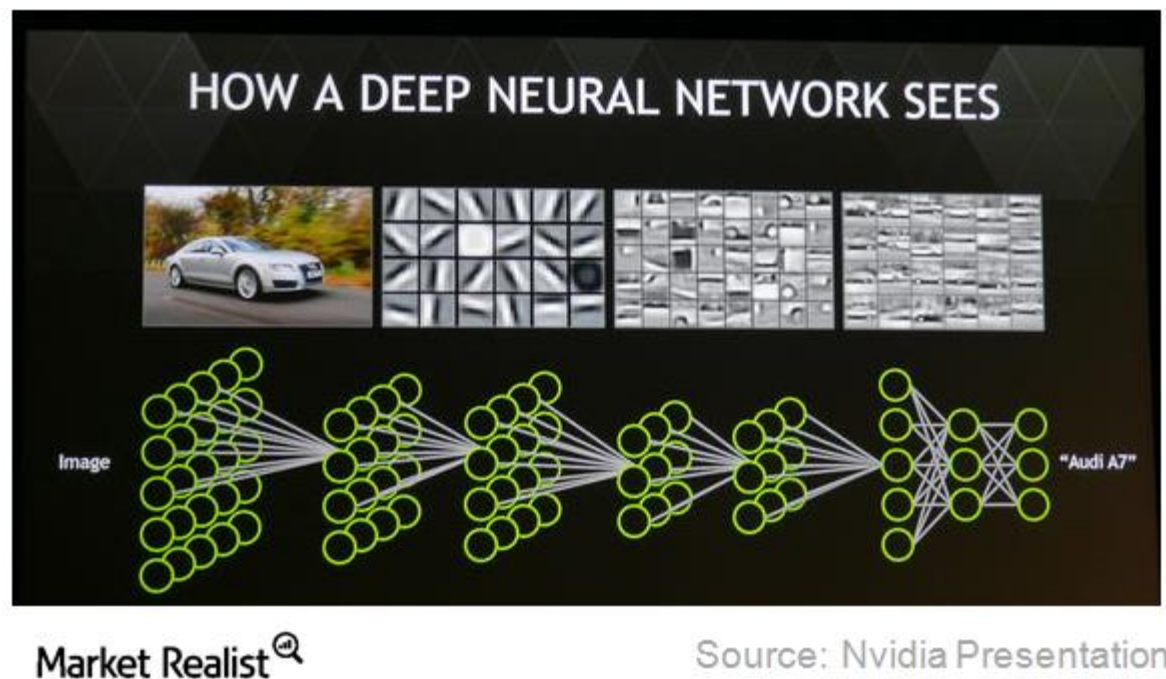 HOW A DEEP NEURAL NETWORK SEES
Image
"Audi A7"
Market Realist
Source: Nvidia Presentation